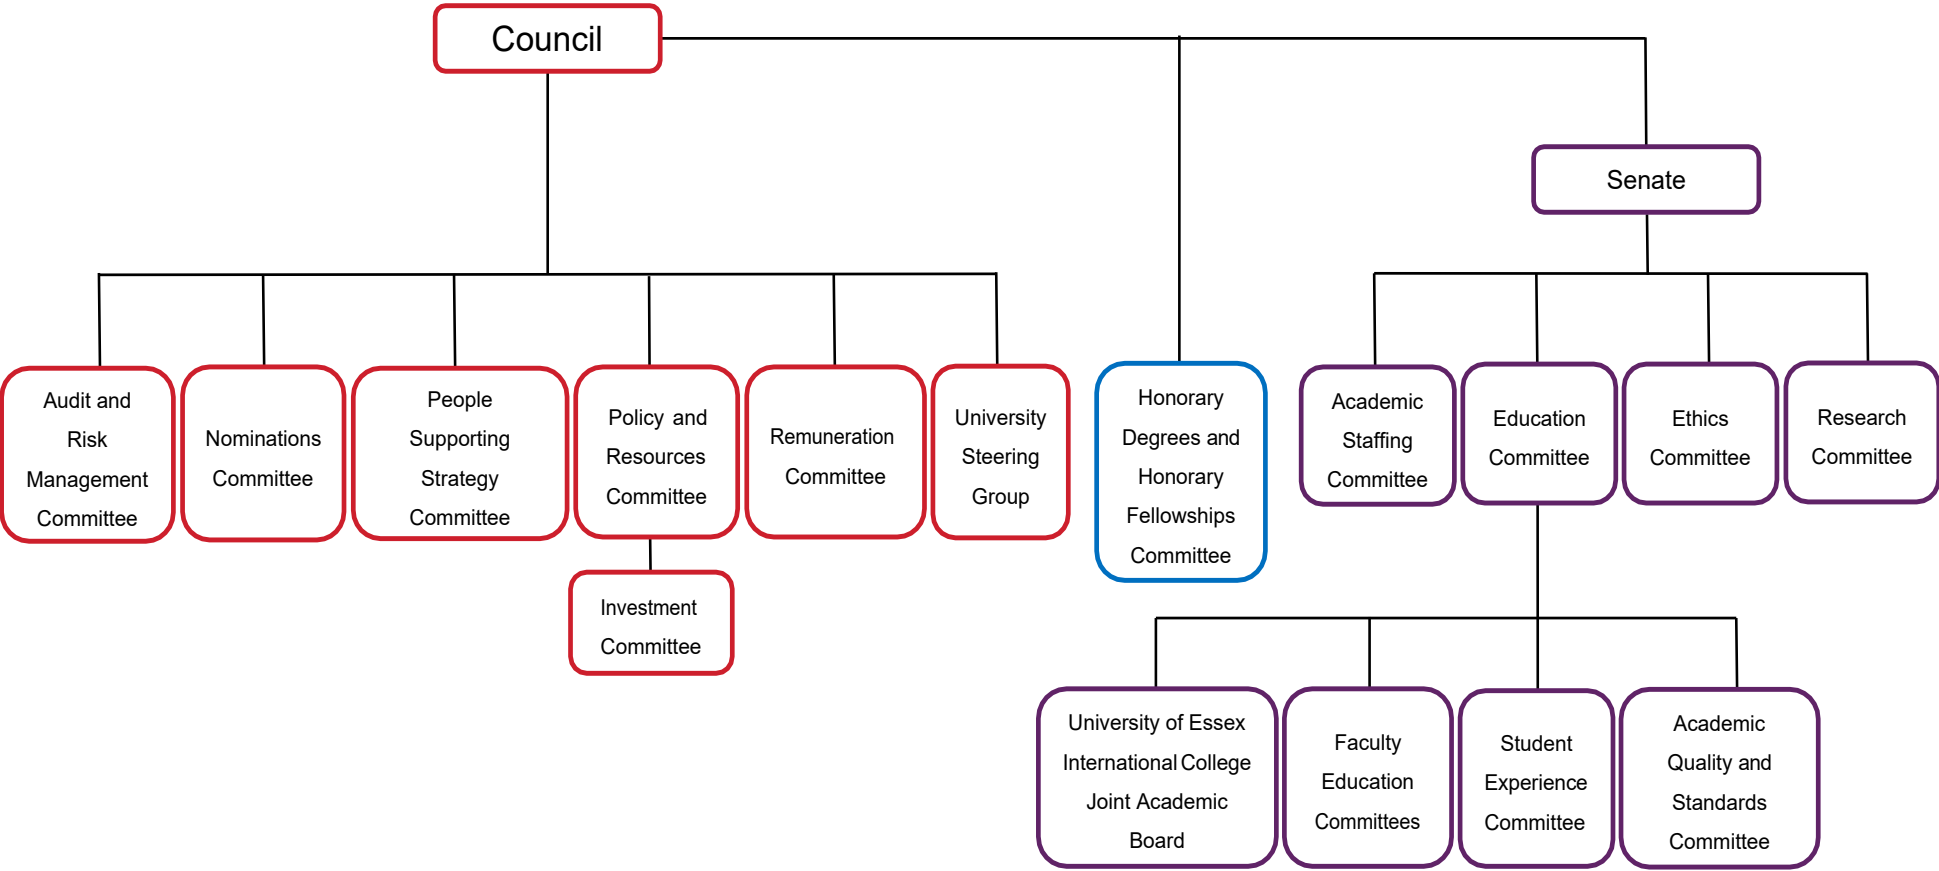 Council
Senate
Audit and
Risk
Management
Committee
Nominations
Committee
People
Supporting
Strategy
Committee
Policy and
Resources
Committee
Remuneration
Committee
University
Steering
Group
Honorary
Degrees and
Honorary
Fellowships
Committee
Academic
Staffing
Committee
Education
Committee
Ethics
Committee
Research
Committee
Investment
Committee
University of Essex
International College
Joint Academic
Board
Faculty
Education
Committees
Student
Experience
Committee
Academic
Quality and
Standards
Committee